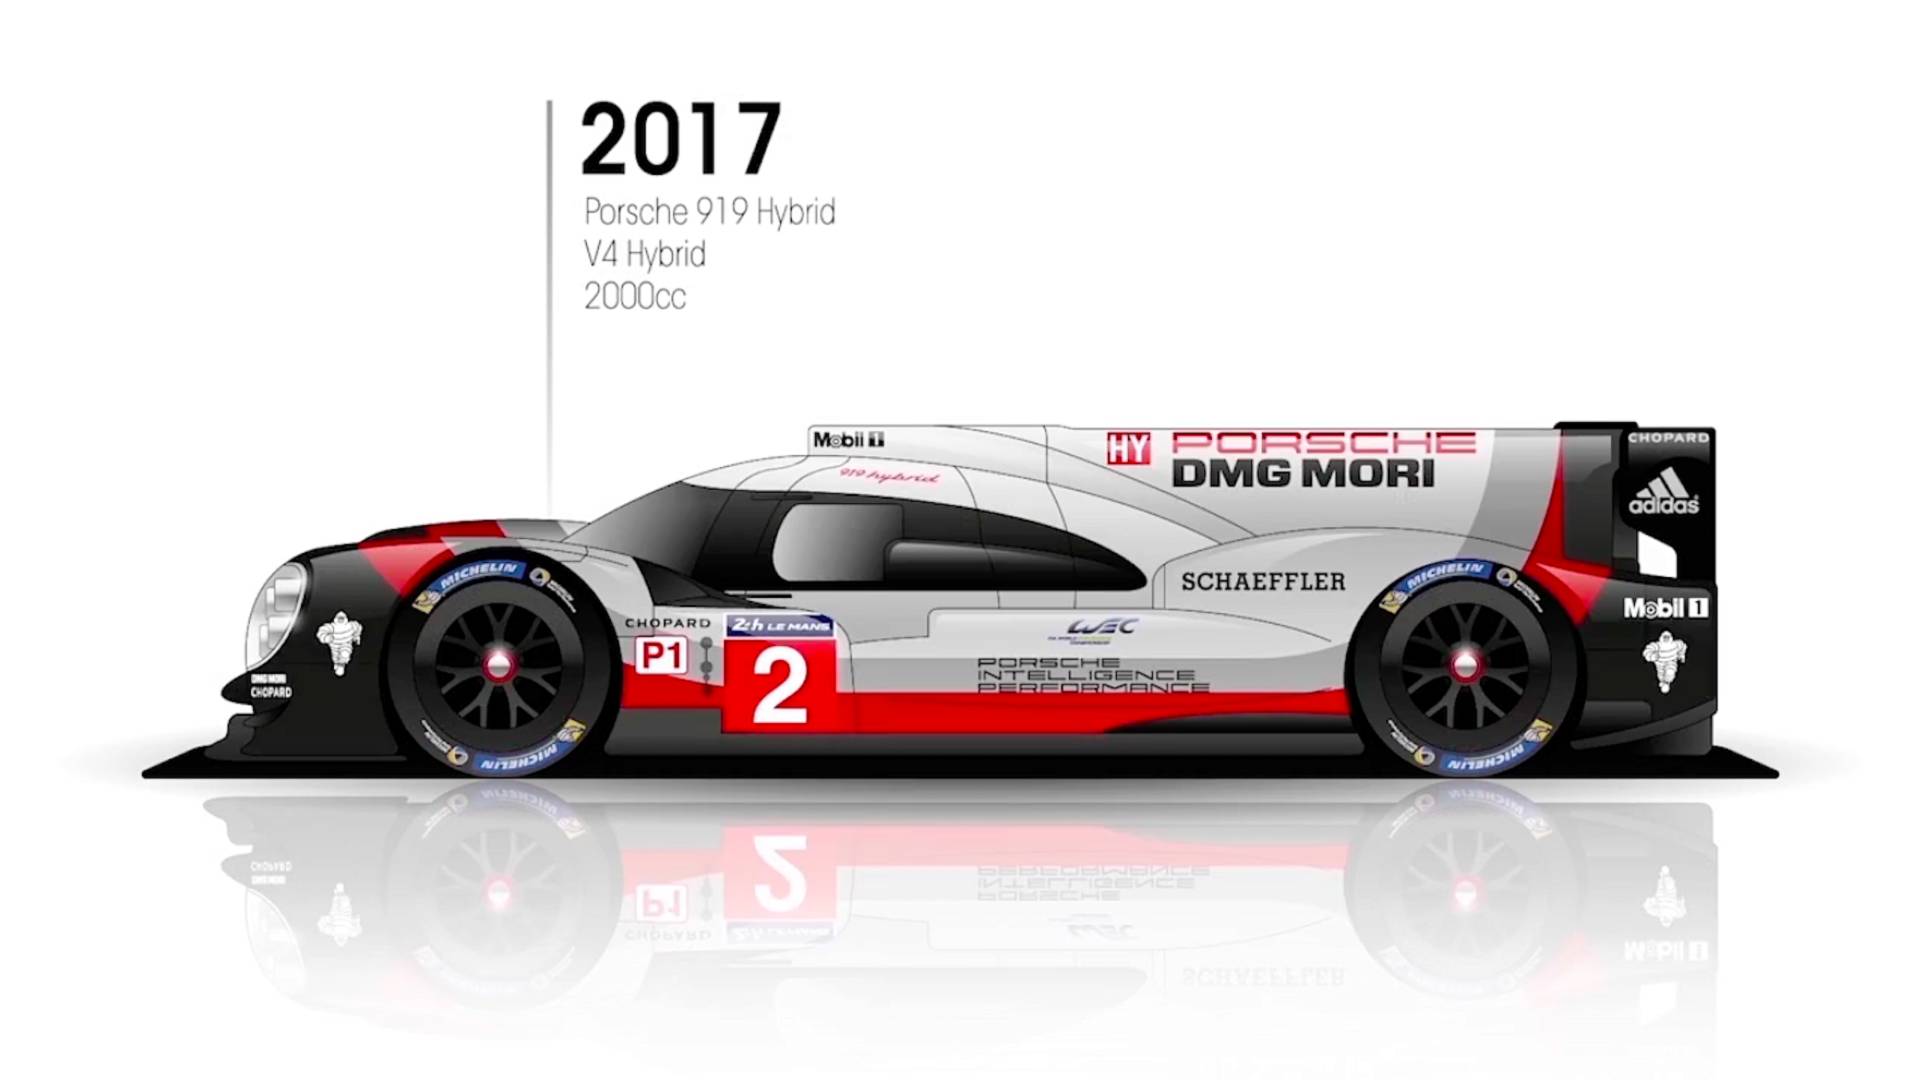 2017
Porsche 919 Hybrid
V4 Hybrid
2000cc
Mobil 1
919 hybrid
HY PORSCHE
DMG MORI
CHOPARD
adidas
MICHELIN
MICHELIN
SCHAEFFLER
Mobil 1
CHOPARD
24h LE MANS
P1
2
WEC
PORSCHE
INTELLIGENCE
PERFORMANCE
DMG MORI
CHOPARD
MICHELIN
MICHELIN